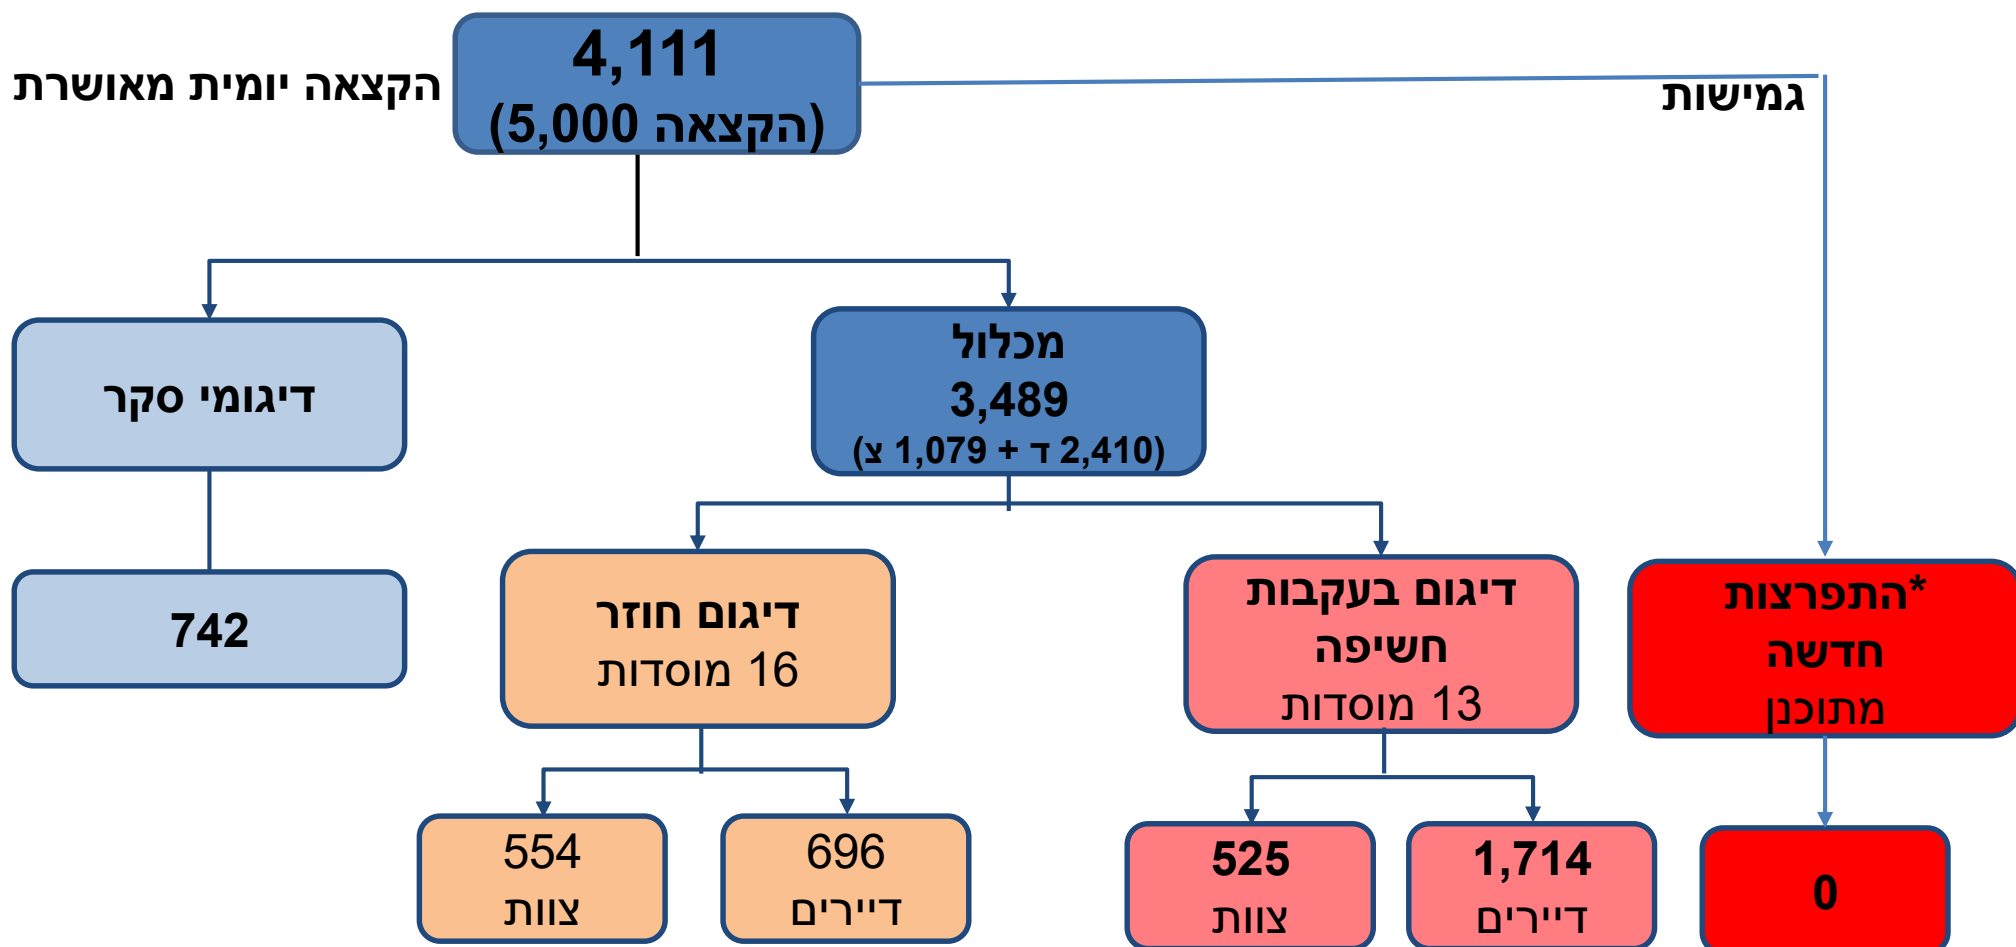 הקצאה יומית מאושרת
4,111
(הקצאה 5,000)
גמישות
דיגומי סקר
742
מכלול
3,489
(2,410 ד + 1,079 צ)
דיגום חוזר
16 מוסדות
554
צוות
696
דיירים
דיגום בעקבות
חשיפה
13 מוסדות
525
צוות
1,714
דיירים
*התפרצות
חדשה
מתוכנן
0